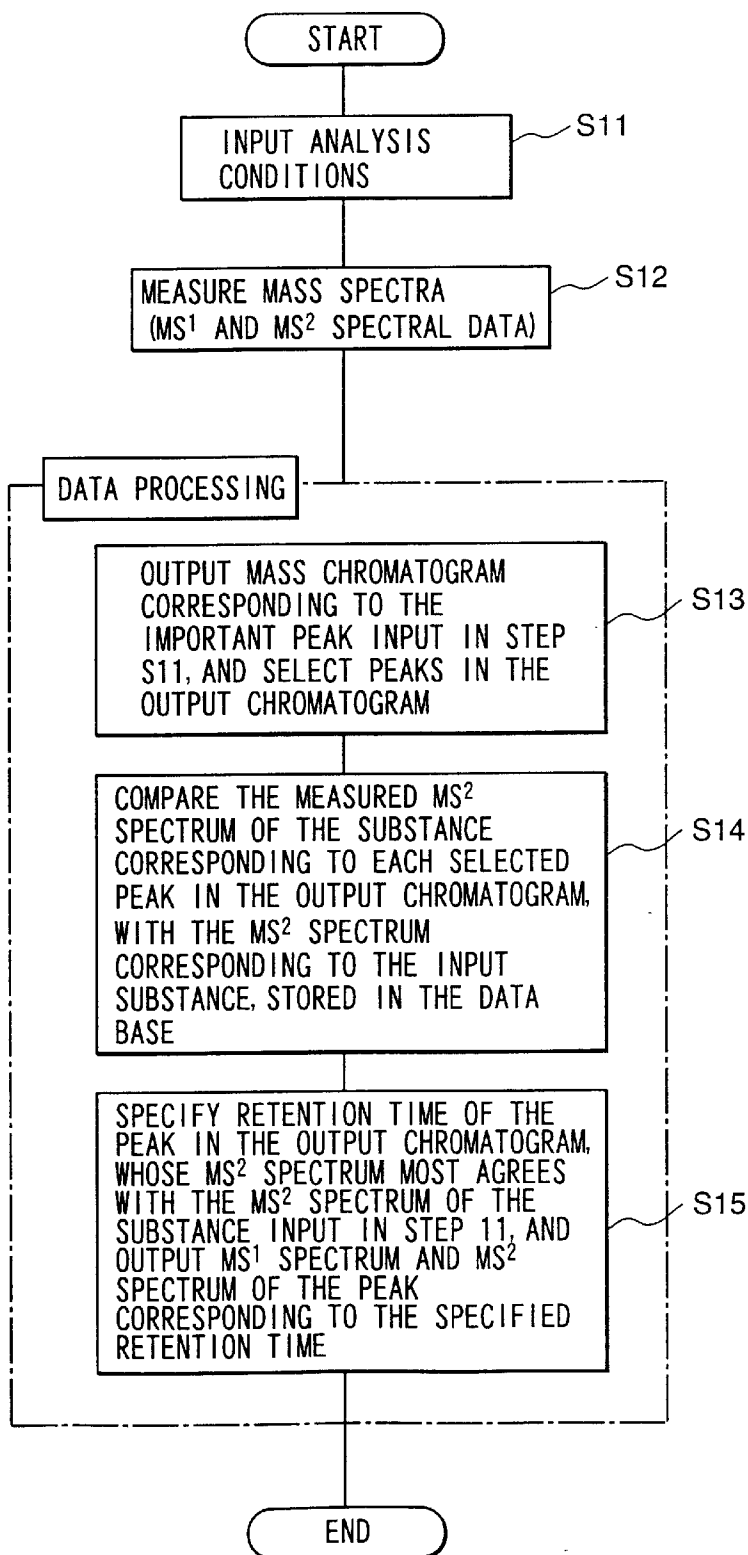 START
INPUT ANALYSIS
CONDITIONS
S11
MEASURE MASS SPECTRA
(MS¹ AND MS² SPECTRAL DATA)
S12
DATA PROCESSING
OUTPUT MASS CHROMATOGRAM
CORRESPONDING TO THE
IMPORTANT PEAK INPUT IN STEP
S11, AND SELECT PEAKS IN THE
OUTPUT CHROMATOGRAM
S13
COMPARE THE MEASURED MS²
SPECTRUM OF THE SUBSTANCE
CORRESPONDING TO EACH SELECTED
PEAK IN THE OUTPUT CHROMATOGRAM,
WITH THE MS² SPECTRUM
CORRESPONDING TO THE INPUT
SUBSTANCE, STORED IN THE DATA
BASE
S14
SPECIFY RETENTION TIME OF THE
PEAK IN THE OUTPUT CHROMATOGRAM,
WHOSE MS² SPECTRUM MOST AGREES
WITH THE MS² SPECTRUM OF THE
SUBSTANCE INPUT IN STEP 11, AND
OUTPUT MS¹ SPECTRUM AND MS²
SPECTRUM OF THE PEAK
CORRESPONDING TO THE SPECIFIED
RETENTION TIME
S15
END